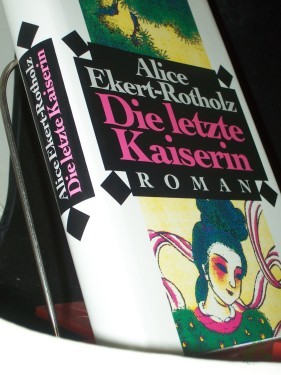 Alice
Ekert-Rotholz
Die letzte
Kaiserin
ROMAN
Alice Ekert-Rotholz
Die letzte Kaiserin